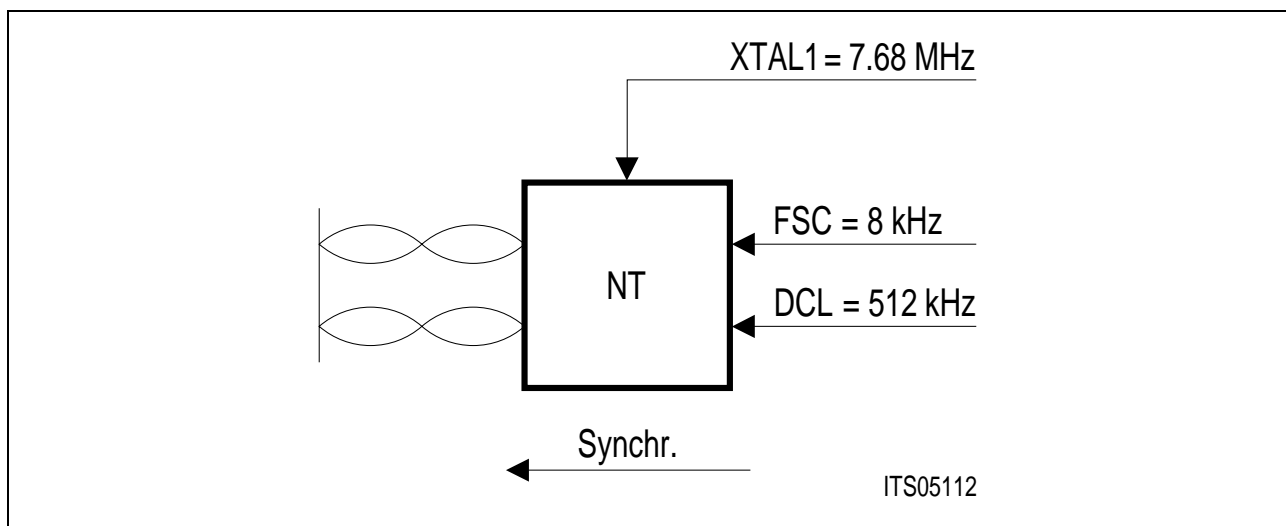 XTAL1 = 7.68 MHz
FSC = 8 kHz
NT
DCL = 512 kHz
Synchr.
ITS05112